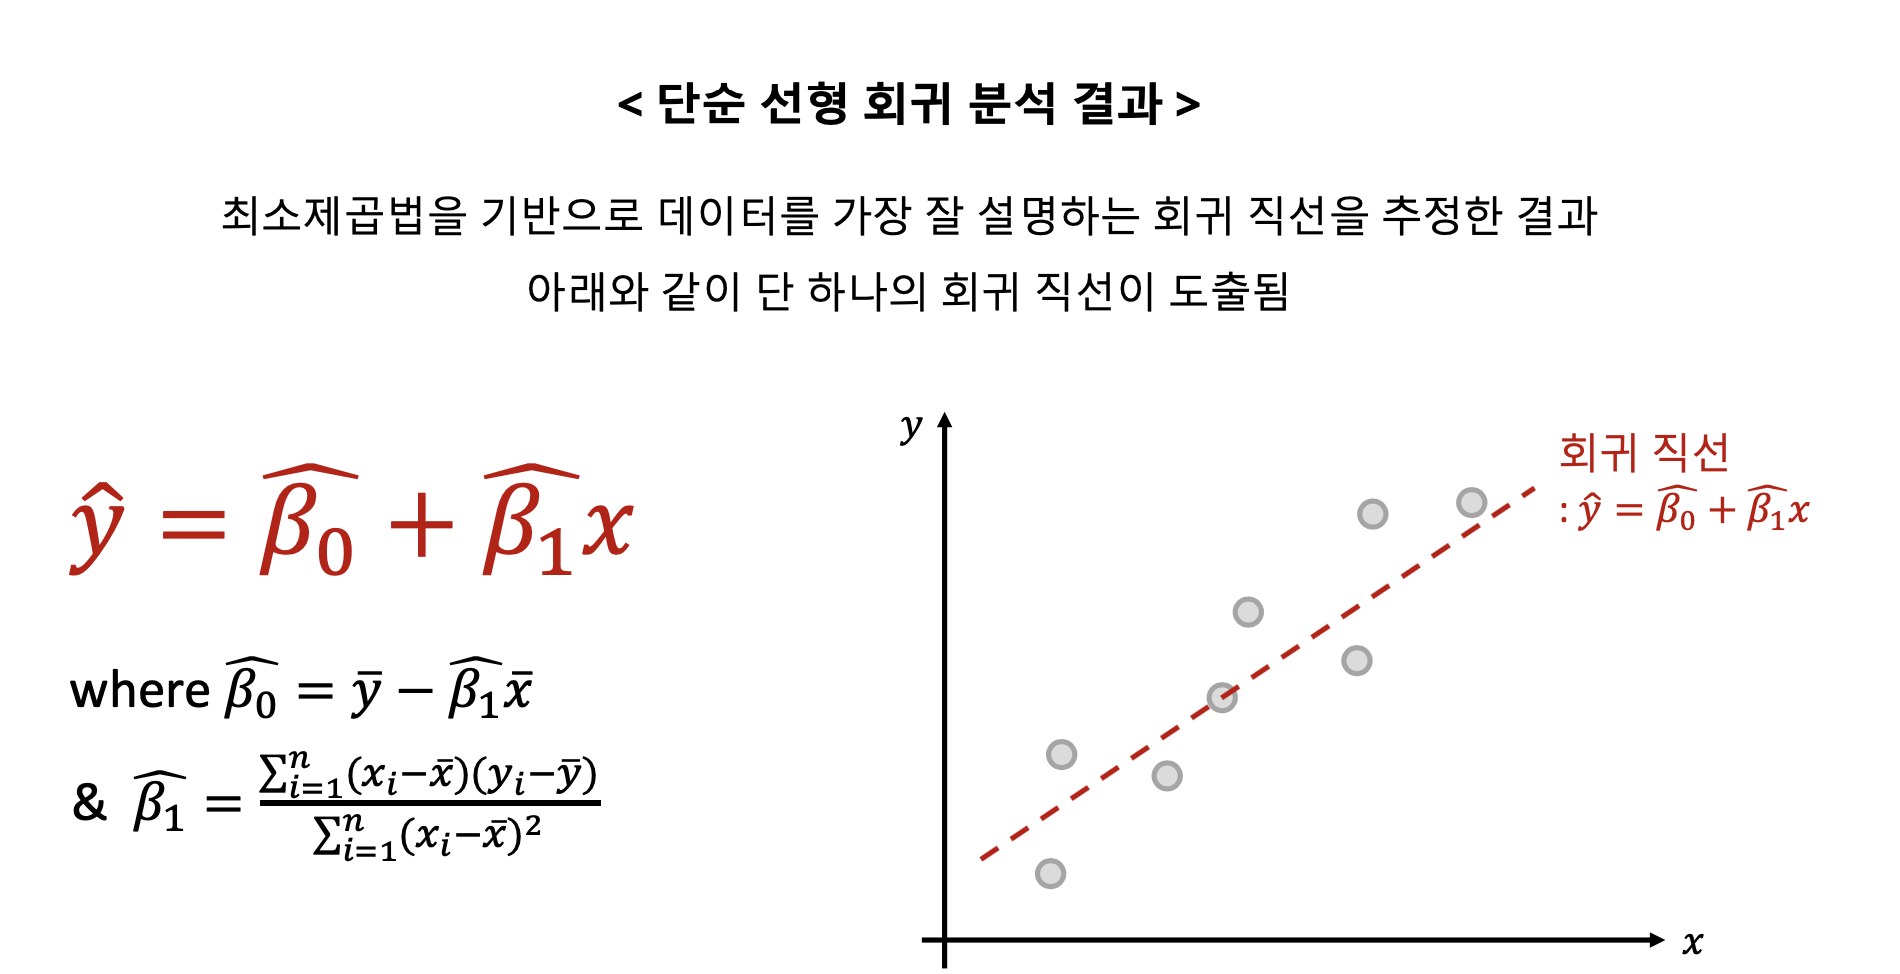 < 단순 선형 회귀 분석 결과 >
최소제곱법을 기반으로 데이터를 가장 잘 설명하는 회귀 직선을 추정한 결과
아래와 같이 단 하나의 회귀 직선이 도출됨
$\hat{y} = \widehat{\beta_0} + \widehat{\beta_1}x$
where $\widehat{\beta_0} = \bar{y} - \widehat{\beta_1}\bar{x}$
& $\widehat{\beta_1} = \frac{\sum_{i=1}^{n}(x_i-\bar{x})(y_i-\bar{y})}{\sum_{i=1}^{n}(x_i-\bar{x})^2}$
y
회귀 직선
: $\hat{y} = \widehat{\beta_0} + \widehat{\beta_1}x$
x